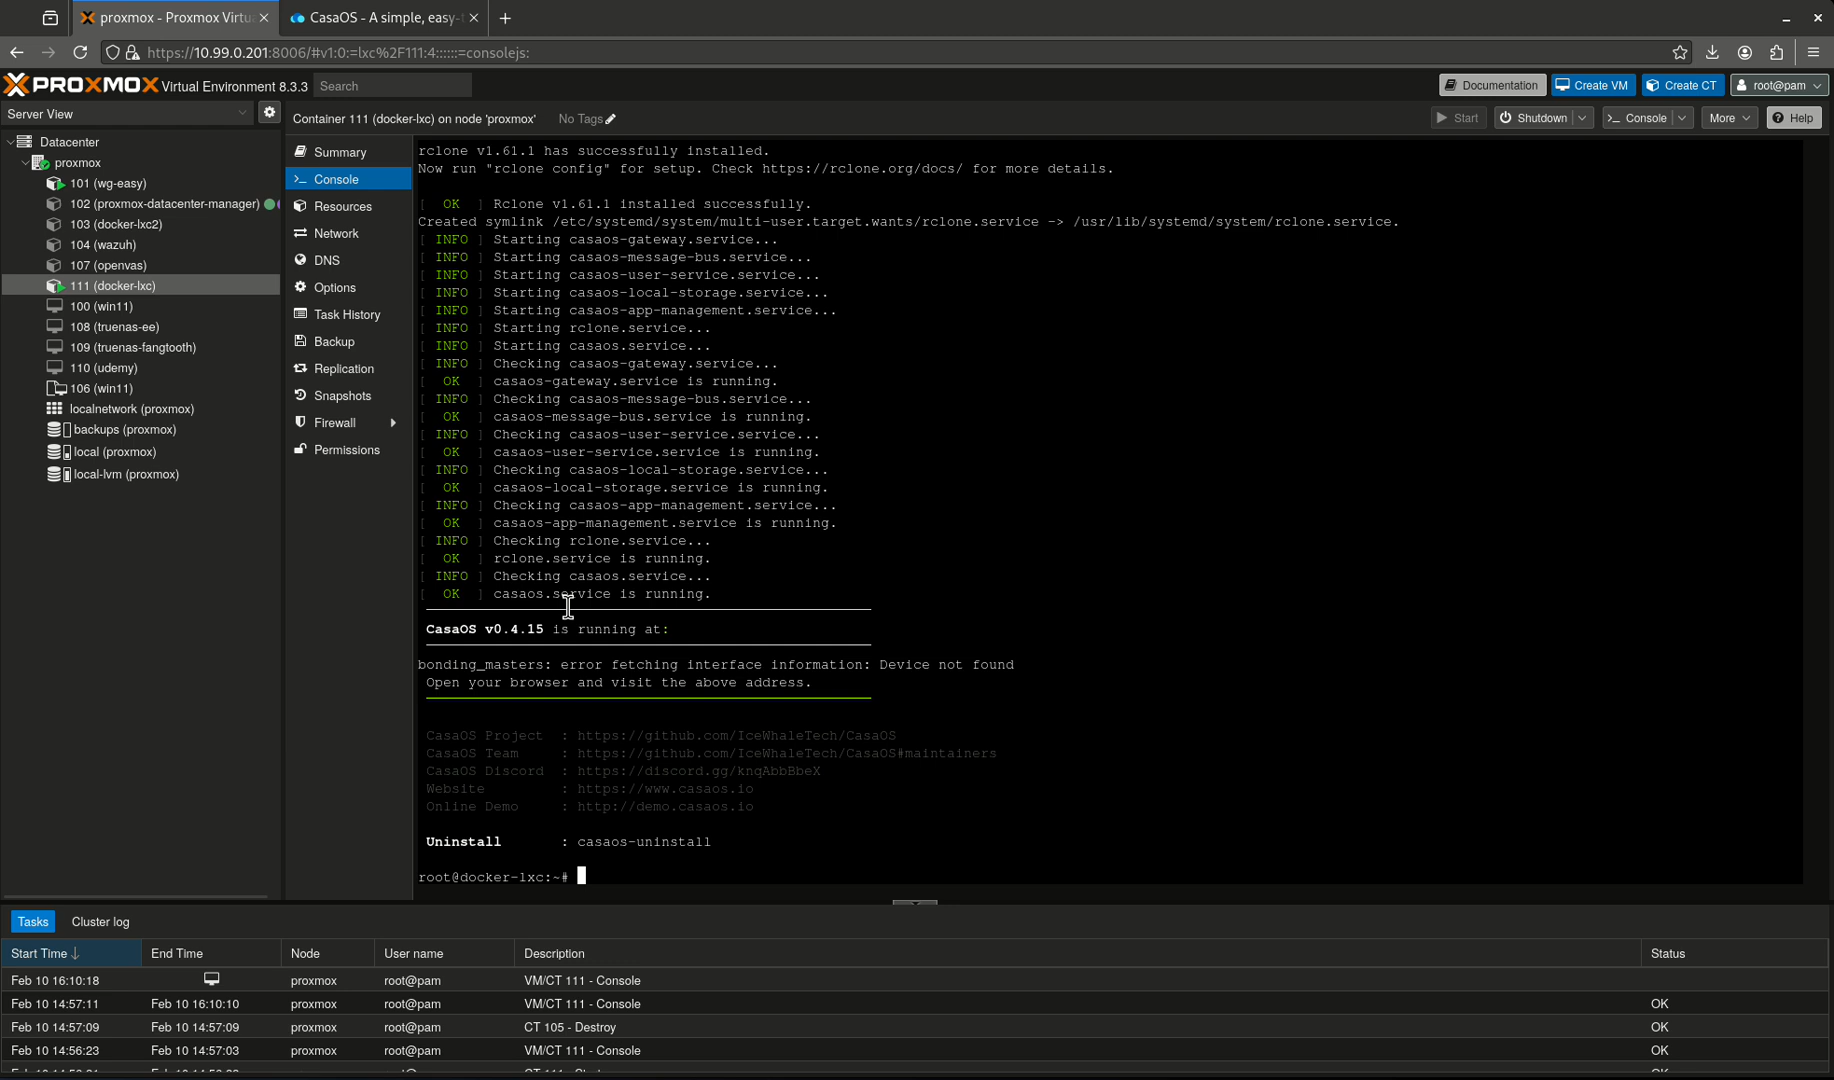 proxmox - Proxmox Virtu
CasaOS - A simple, easy-t
https://10.99.0.201:8006/#v1:0:=lxc%2F111:4::::::=consolejs:
PROXMOX Virtual Environment 8.3.3
Search
Documentation
Create VM
Create CT
root@pam
Server View
Container 111 (docker-lxc) on node 'proxmox'
No Tags
Start
Shutdown
Console
More
Help
Datacenter
proxmox
101 (wg-easy)
102 (proxmox-datacenter-manager)
103 (docker-lxc2)
104 (wazuh)
107 (openvas)
111 (docker-lxc)
100 (win11)
108 (truenas-ee)
109 (truenas-fangtooth)
110 (udemy)
106 (win11)
localnetwork (proxmox)
backups (proxmox)
local (proxmox)
local-lvm (proxmox)
Summary
Console
Resources
Network
DNS
Options
Task History
Backup
Replication
Snapshots
Firewall
Permissions
rclone v1.61.1 has successfully installed.
Now run "rclone config" for setup. Check https://rclone.org/docs/ for more details.
[  OK  ] Rclone v1.61.1 installed successfully.
Created symlink /etc/systemd/system/multi-user.target.wants/rclone.service -> /usr/lib/systemd/system/rclone.service.
[ INFO ] Starting casaos-gateway.service...
[ INFO ] Starting casaos-message-bus.service...
[ INFO ] Starting casaos-user-service.service...
[ INFO ] Starting casaos-local-storage.service...
[ INFO ] Starting casaos-app-management.service...
[ INFO ] Starting rclone.service...
[ INFO ] Starting casaos.service...
[ INFO ] Checking casaos-gateway.service...
[  OK  ] casaos-gateway.service is running.
[ INFO ] Checking casaos-message-bus.service...
[  OK  ] casaos-message-bus.service is running.
[ INFO ] Checking casaos-user-service.service...
[  OK  ] casaos-user-service.service is running.
[ INFO ] Checking casaos-local-storage.service...
[  OK  ] casaos-local-storage.service is running.
[ INFO ] Checking casaos-app-management.service...
[  OK  ] casaos-app-management.service is running.
[ INFO ] Checking rclone.service...
[  OK  ] rclone.service is running.
[ INFO ] Checking casaos.service...
[  OK  ] casaos.service is running.
CasaOS v0.4.15 is running at:
bonding_masters: error fetching interface information: Device not found
Open your browser and visit the above address.
CasaOS Project  : https://github.com/IceWhaleTech/CasaOS
CasaOS Team     : https://github.com/IceWhaleTech/CasaOS#maintainers
CasaOS Discord  : https://discord.gg/knqAbbBbeX
Website         : https://www.casaos.io
Online Demo     : http://demo.casaos.io
Uninstall       : casaos-uninstall
root@docker-lxc:~#
Tasks
Cluster log
Start Time End Time Node User name Description Status
Feb 10 16:10:18 proxmox root@pam VM/CT 111 - Console
Feb 10 14:57:11 Feb 10 16:10:10 proxmox root@pam VM/CT 111 - Console OK
Feb 10 14:57:09 Feb 10 14:57:09 proxmox root@pam CT 105 - Destroy OK
Feb 10 14:56:23 Feb 10 14:57:03 proxmox root@pam VM/CT 111 - Console OK